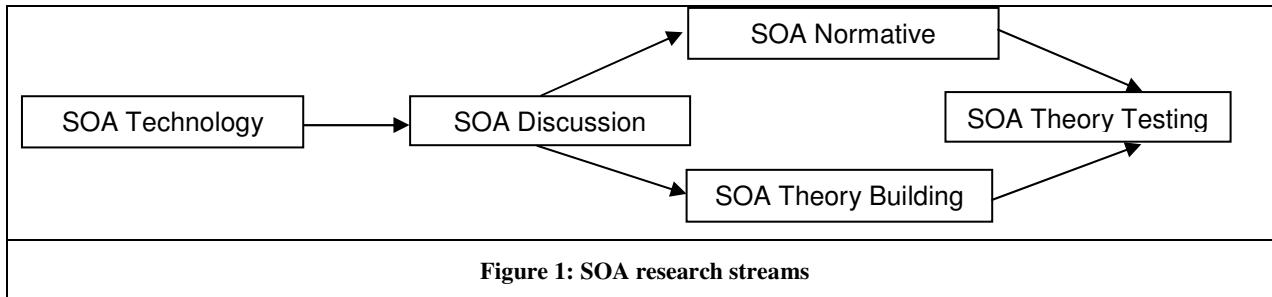 SOA Normative
SOA Technology
SOA Discussion
SOA Theory Testing
SOA Theory Building
Figure 1: SOA research streams